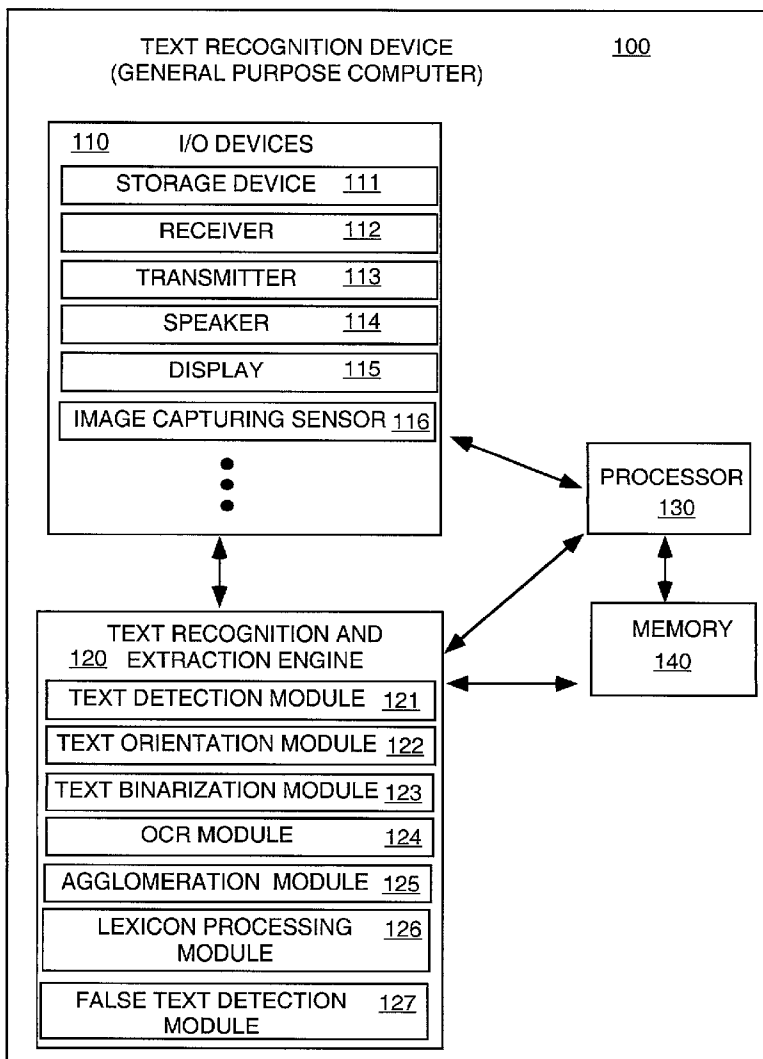 TEXT RECOGNITION DEVICE 100
(GENERAL PURPOSE COMPUTER)
110 I/O DEVICES
STORAGE DEVICE 111
RECEIVER 112
TRANSMITTER 113
SPEAKER 114
DISPLAY 115
IMAGE CAPTURING SENSOR 116
PROCESSOR
130
TEXT RECOGNITION AND
120 EXTRACTION ENGINE
MEMORY
140
TEXT DETECTION MODULE 121
TEXT ORIENTATION MODULE 122
TEXT BINARIZATION MODULE 123
OCR MODULE 124
AGGLOMERATION MODULE 125
LEXICON PROCESSING 126
MODULE
FALSE TEXT DETECTION 127
MODULE